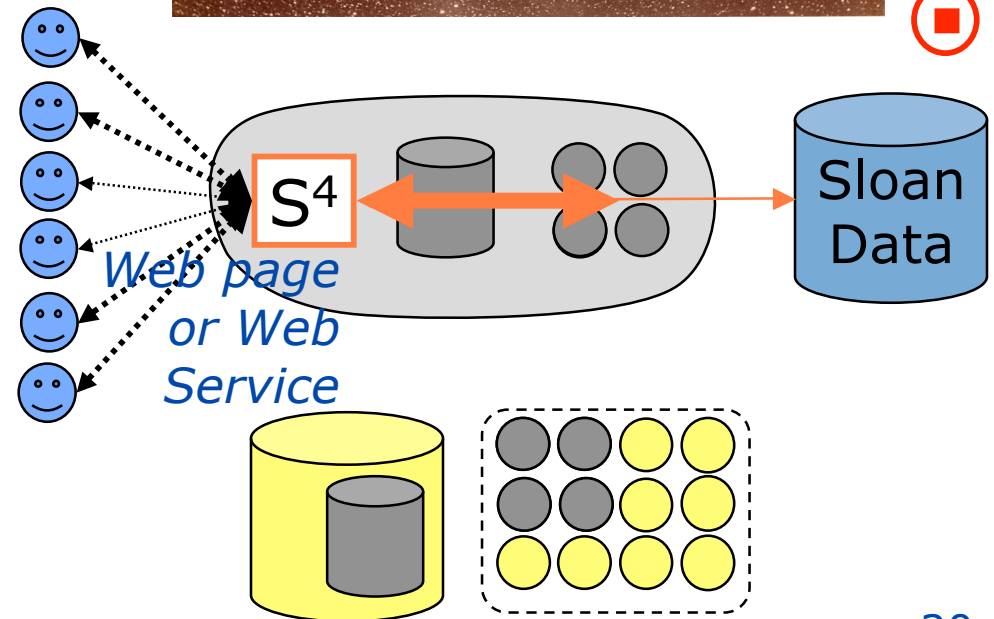 S⁴
Sloan
Data
Web page
or Web
Service